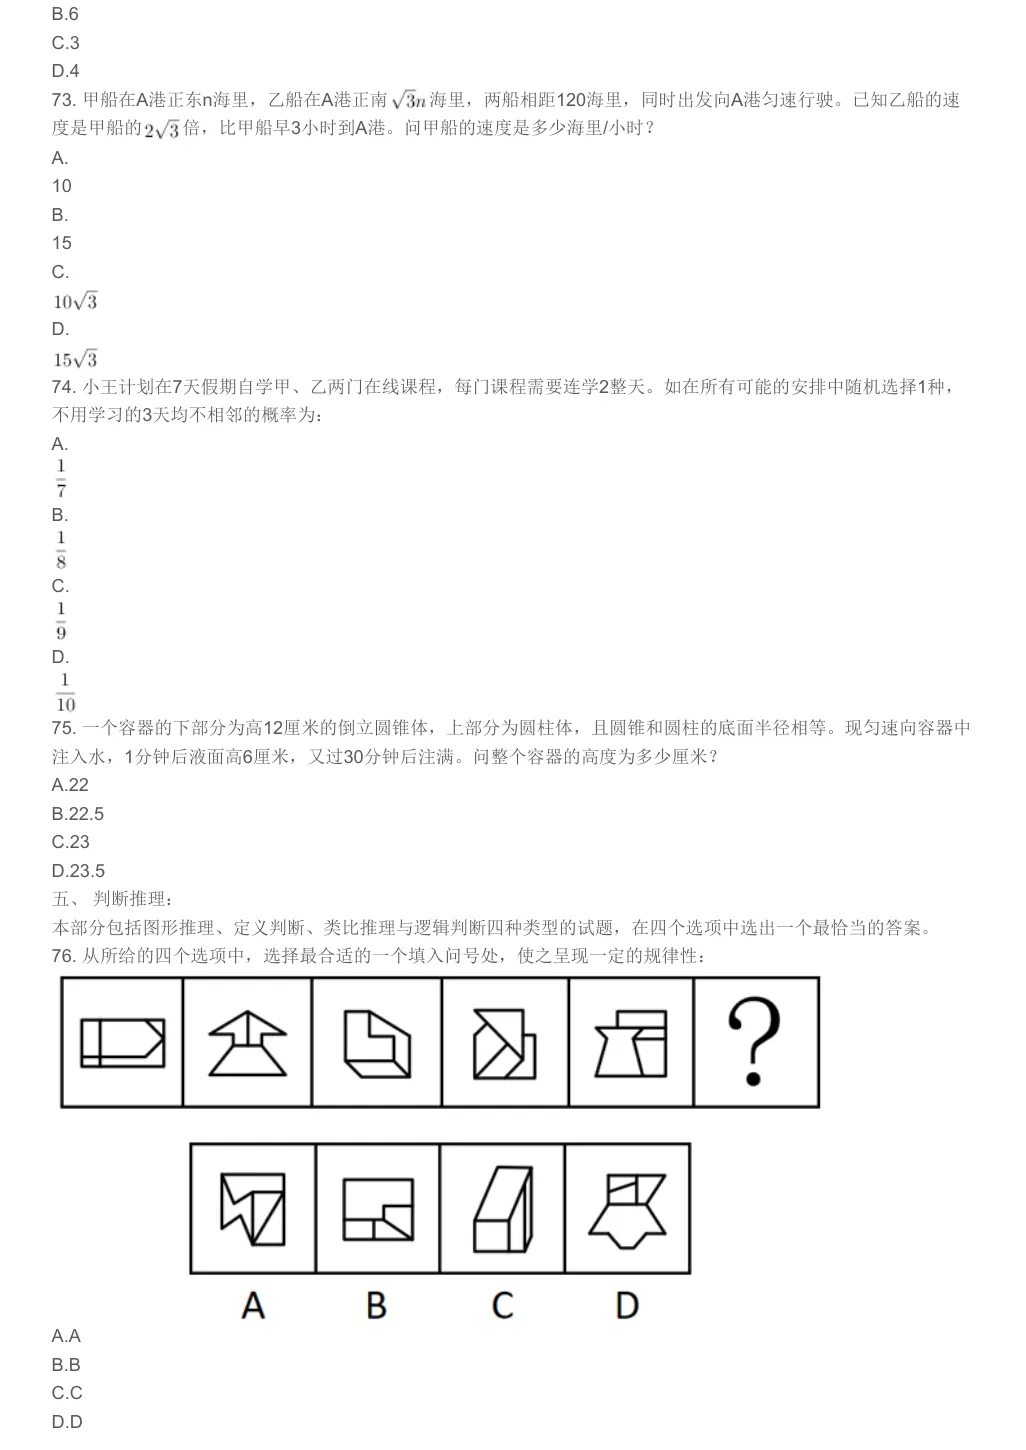 B.6
C.3
D.4
73. 甲船在A港正东n海里，乙船在A港正南√3n海里，两船相距120海里，同时出发向A港匀速行驶。已知乙船的速
度是甲船的2√3倍，比甲船早3小时到A港。问甲船的速度是多少海里/小时？
A.
10
B.
15
C.
10√3
D.
15√3
74. 小王计划在7天假期自学甲、乙两门在线课程，每门课程需要连学2整天。如在所有可能的安排中随机选择1种，
不用学习的3天均不相邻的概率为：
A.
1/7
B.
1/8
C.
1/9
D.
1/10
75. 一个容器的下部分为高12厘米的倒立圆锥体，上部分为圆柱体，且圆锥和圆柱的底面半径相等。现匀速向容器中
注入水，1分钟后液面高6厘米，又过30分钟后注满。问整个容器的高度为多少厘米？
A.22
B.22.5
C.23
D.23.5
五、 判断推理：
本部分包括图形推理、定义判断、类比推理与逻辑判断四种类型的试题，在四个选项中选出一个最恰当的答案。
76. 从所给的四个选项中，选择最合适的一个填入问号处，使之呈现一定的规律性：
?
A B C D
A.A
B.B
C.C
D.D